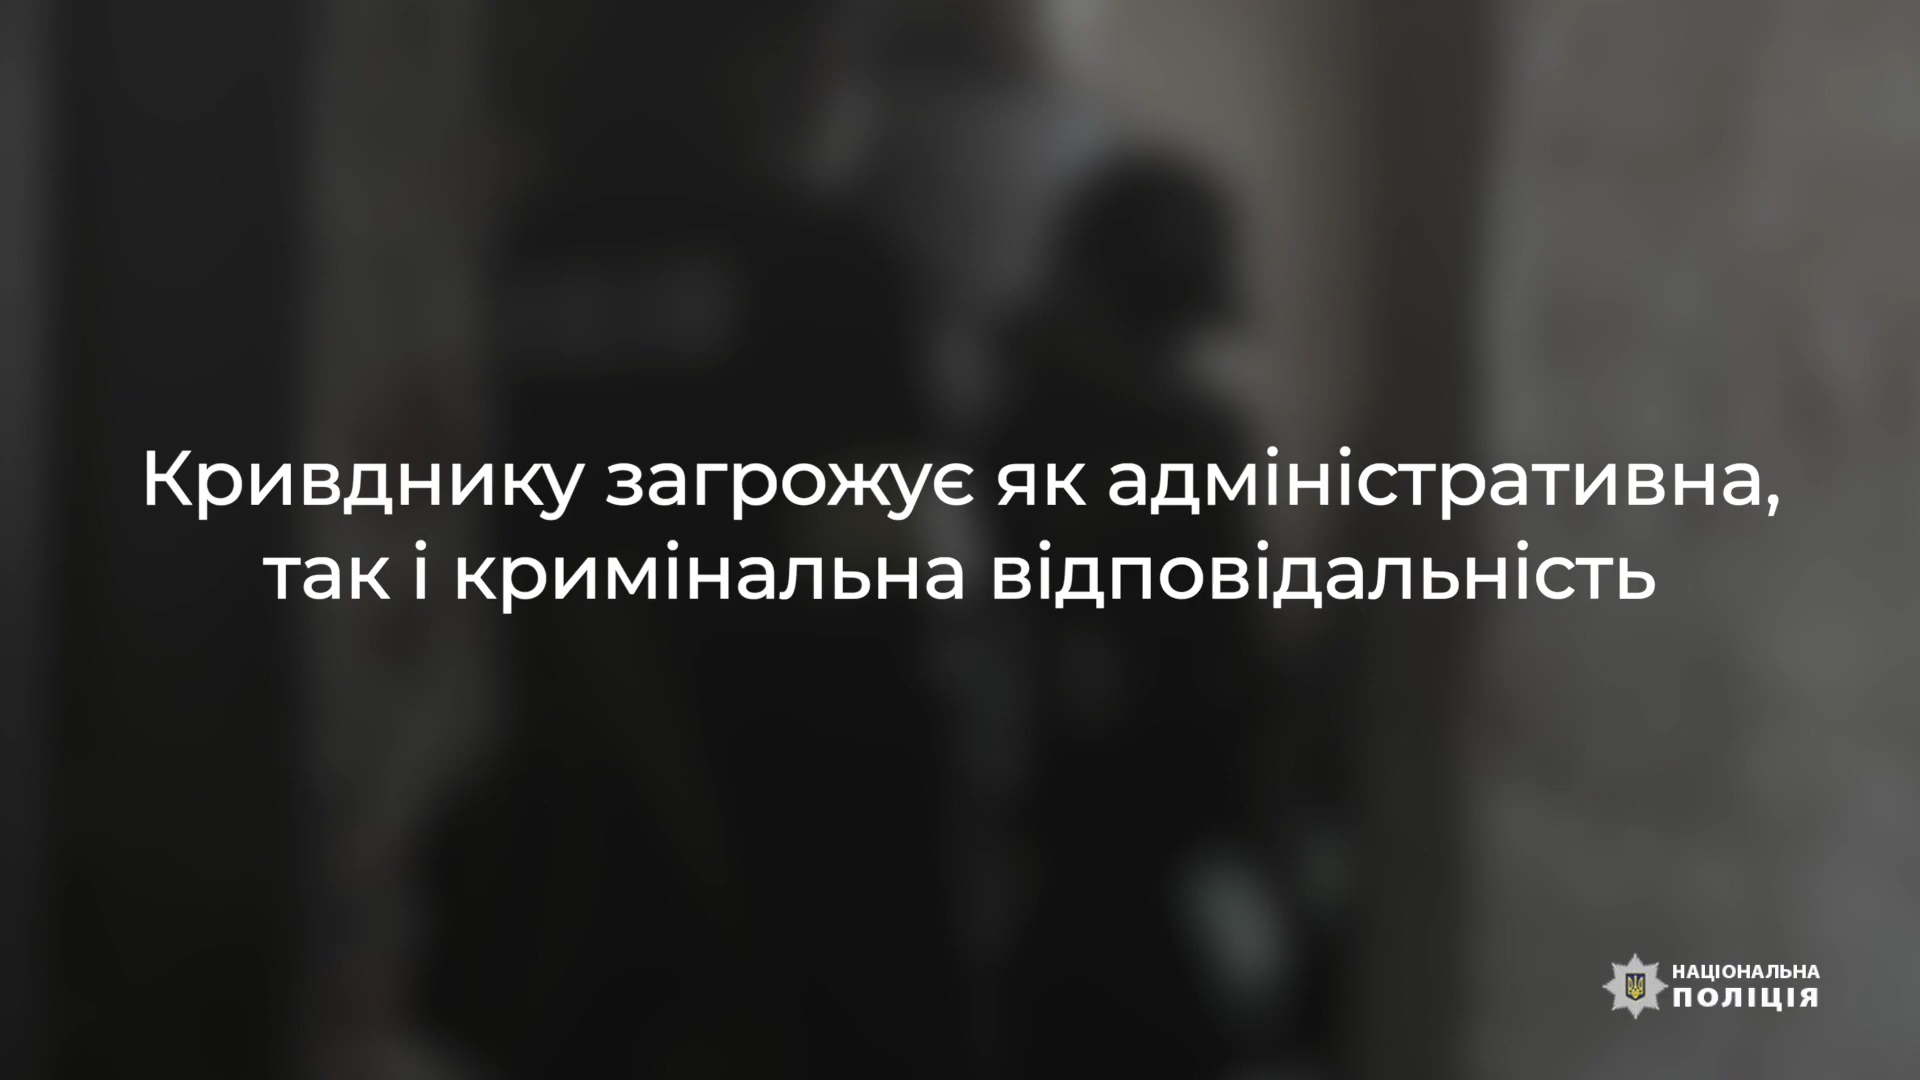 Кривднику загрожує як адміністративна,
так і кримінальна відповідальність
НАЦІОНАЛЬНА
ПОЛІЦІЯ